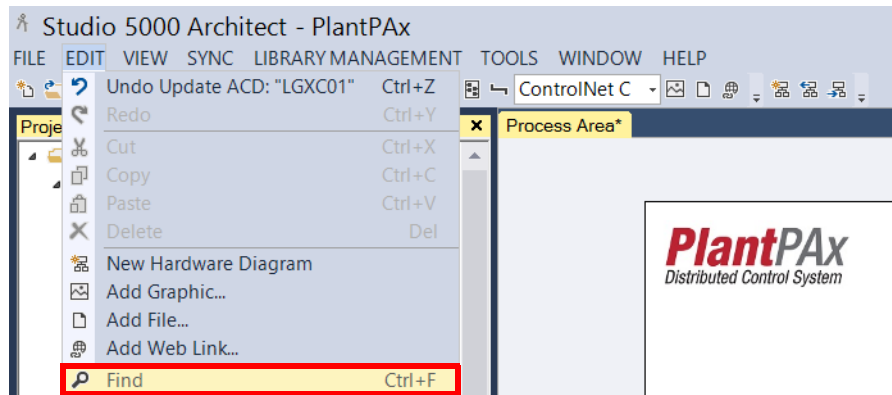 Studio 5000 Architect - PlantPAx
FILE EDIT VIEW SYNC LIBRARY MANAGEMENT TOOLS WINDOW HELP
Undo Update ACD: "LGXC01" Ctrl+Z
ControlNet C
Redo Ctrl+Y
Proje
Process Area*
Cut Ctrl+X
Copy Ctrl+C
Paste Ctrl+V
Delete Del
New Hardware Diagram
Add Graphic...
Add File...
Add Web Link...
Find Ctrl+F
PlantPAx
Distributed Control System